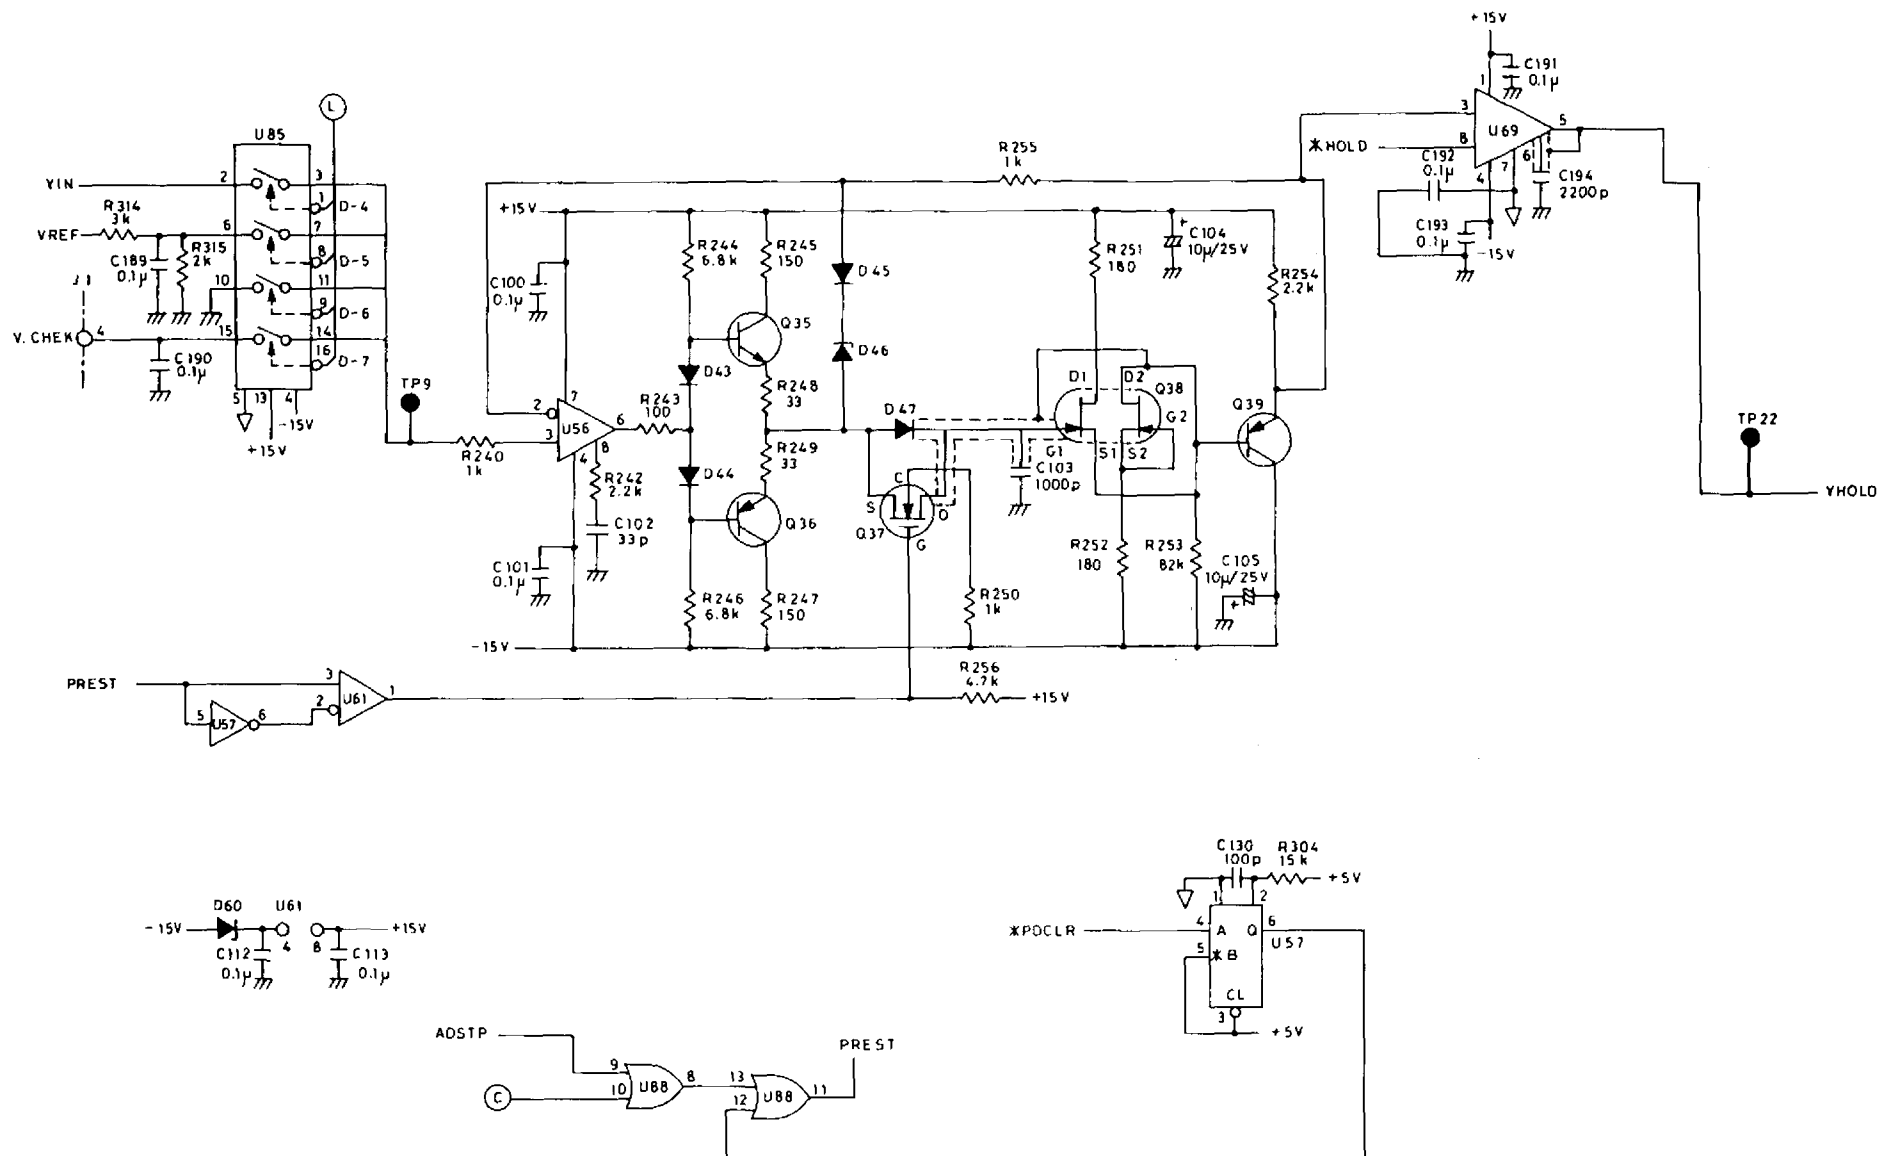 +15V
C191
0.1µ
1
3
5
U69
8
*HOLD
6
7
4
C192
0.1µ
C194
2200p
C193
0.1µ
-15V
L
U85
YIN
2
3
1
D-4
R314
3k
VREF
6
7
R315
2k
C189
0.1µ
8
D-5
10
11
9
D-6
J1
V.CHEK
4
15
14
16
D-7
C190
0.1µ
5
13
4
-15V
+15V
TP9
R240
1k
R255
1k
+15V
C100
0.1µ
R244
6.8k
R245
150
D45
R251
180
C104
+
10µ/25V
R254
2.2k
Q35
D43
D46
7
2
U56
3
6
4
8
R243
100
R248
33
R249
33
D47
D1
D2
Q38
G2
G1
S1
S2
Q39
TP22
YHOLD
D44
R242
2.2k
C102
33p
Q36
C103
1000p
C
S
D
Q37
G
C101
0.1µ
R246
6.8k
R247
150
R250
1k
R252
180
R253
82k
C105
10µ/25V
+
-15V
R256
4.7k
+15V
PREST
3
2
U61
1
5
U57
6
C130
100p
R304
15k
+5V
1
2
*PDCLR
4
A
Q
6
U57
5
*B
CL
3
+5V
D60
U61
-15V
4
8
+15V
C112
0.1µ
C113
0.1µ
ADSTP
9
10
U88
8
C
13
12
U88
11
PREST